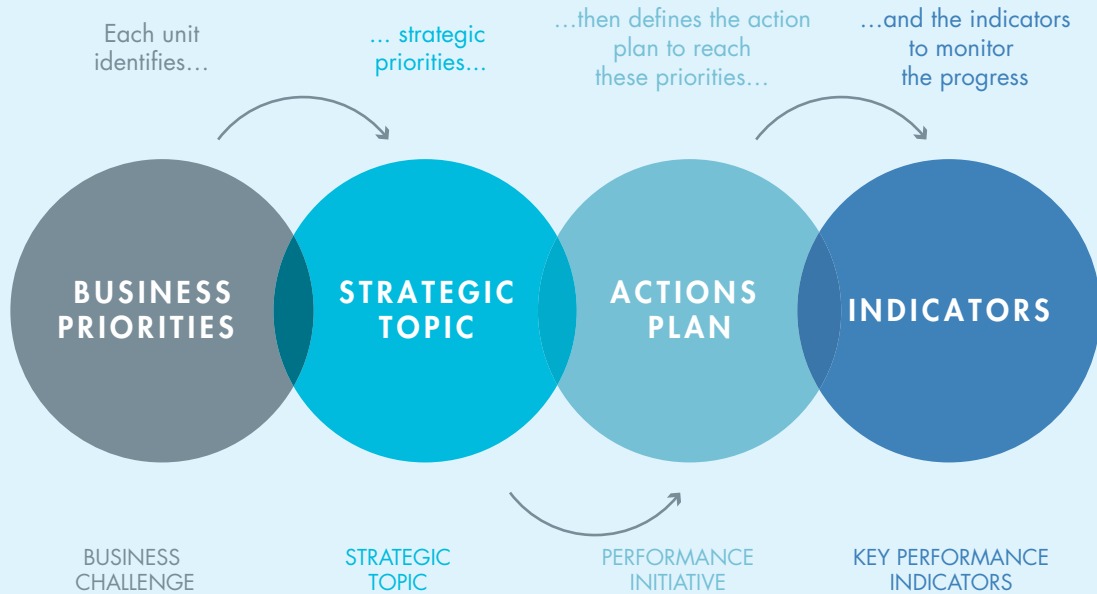 Each unit
identifies…
… strategic
priorities…
…then defines the action
plan to reach
these priorities…
…and the indicators
to monitor
the progress
BUSINESS
PRIORITIES
STRATEGIC
TOPIC
ACTIONS
PLAN
INDICATORS
BUSINESS
CHALLENGE
STRATEGIC
TOPIC
PERFORMANCE
INITIATIVE
KEY PERFORMANCE
INDICATORS